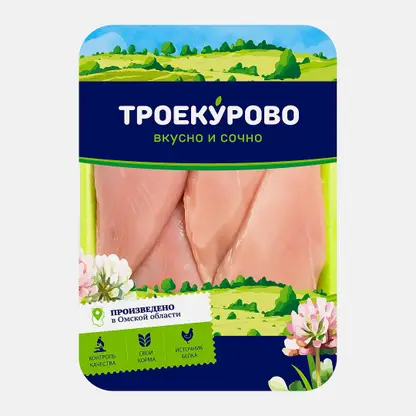 ТРОЕКУРОВО
ВКУСНО И СОЧНО
ПРОИЗВЕДЕНО
в Омской области
КОНТРОЛЬ
КАЧЕСТВА
СВОИ
КОРМА
ИСТОЧНИК
БЕЛКА